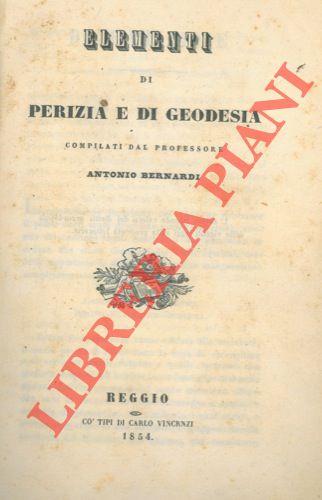 ELEMENTI
DI
PERIZIA E DI GEODESIA
COMPILATI DAL PROFESSORE
ANTONIO BERNARDI
LIBRERIA PIANI
REGGIO
CO' TIPI DI CARLO VINCENZI
1854.